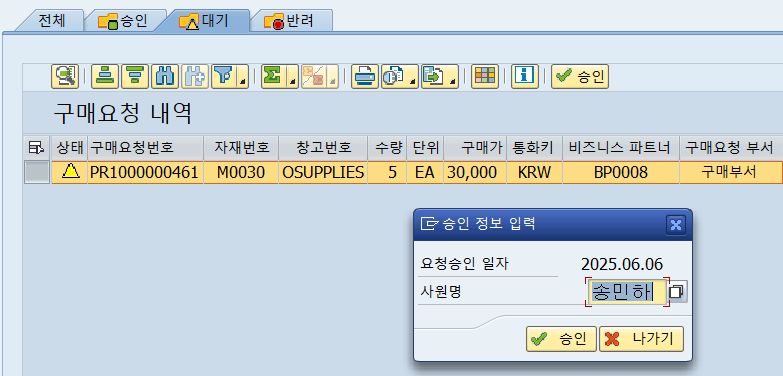 전체 승인 대기 반려
승인
구매요청 내역
상태 구매요청번호 자재번호 창고번호 수량 단위 구매가 통화키 비즈니스 파트너 구매요청 부서
PR1000000461 M0030 OSUPPLIES 5 EA 30,000 KRW BP0008 구매부서
승인 정보 입력
요청승인 일자 2025.06.06
사원명 송민하
승인 나가기